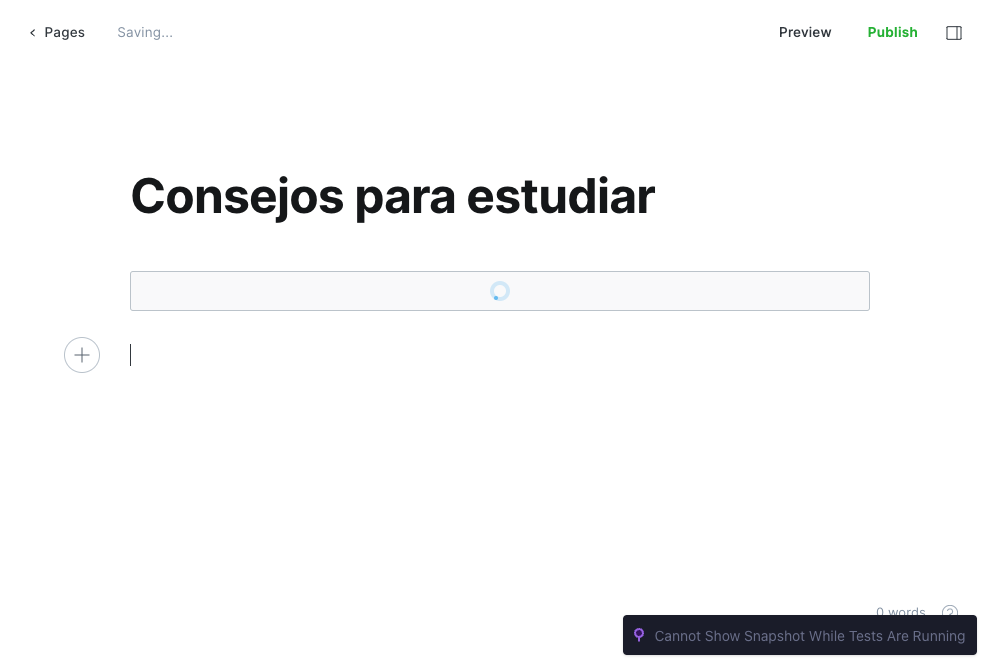 Pages
Saving...
Preview
Publish
Consejos para estudiar
0 words
?
Cannot Show Snapshot While Tests Are Running